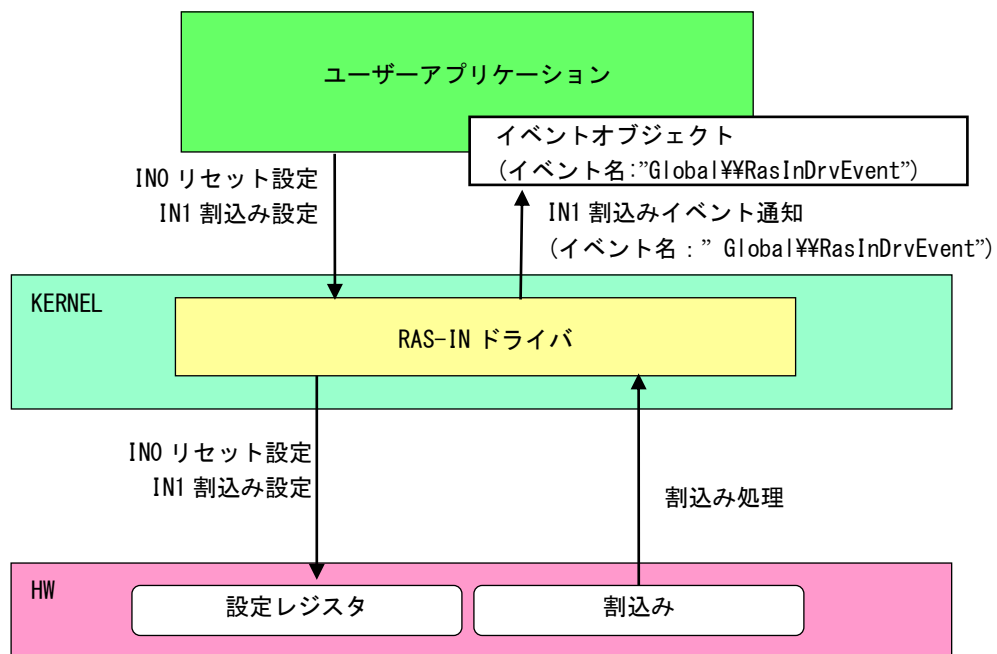 ユーザーアプリケーション
イベントオブジェクト
(イベント名:”Global¥¥RasInDrvEvent”)
IN0 リセット設定
IN1 割込み設定
IN1 割込みイベント通知
(イベント名：” Global¥¥RasInDrvEvent”)
KERNEL
RAS-IN ドライバ
IN0 リセット設定
IN1 割込み設定
割込み処理
HW
設定レジスタ
割込み